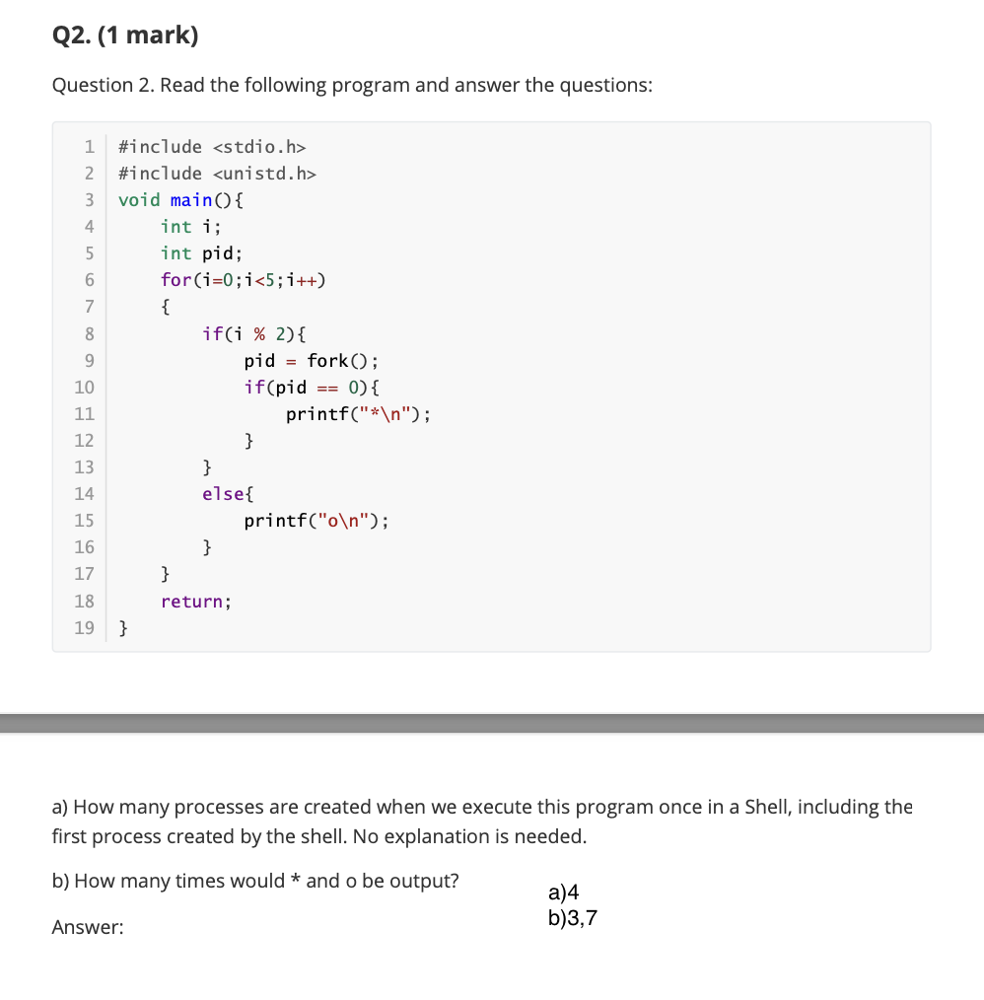 Q2. (1 mark)
Question 2. Read the following program and answer the questions:
1 #include <stdio.h>
2 #include <unistd.h>
3 void main(){
4     int i;
5     int pid;
6     for(i=0;i<5;i++)
7     {
8         if(i % 2){
9             pid = fork();
10             if(pid == 0){
11                 printf("*\n");
12             }
13         }
14         else{
15             printf("o\n");
16         }
17     }
18     return;
19 }
a) How many processes are created when we execute this program once in a Shell, including the
first process created by the shell. No explanation is needed.
b) How many times would * and o be output?
a)4
b)3,7
Answer: